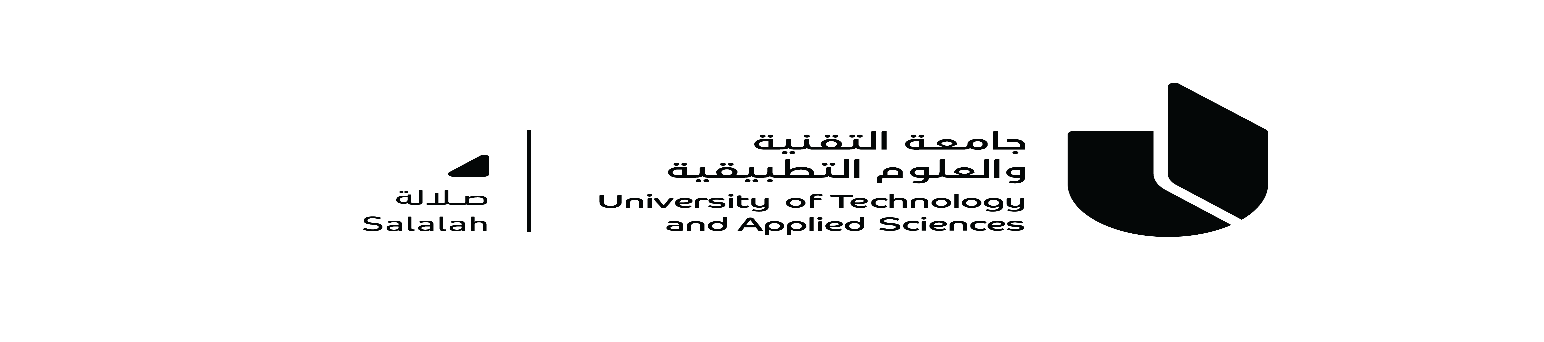 جامعة التقنية
والعلوم التطبيقية
University of Technology
and Applied Sciences
صلالة
Salalah